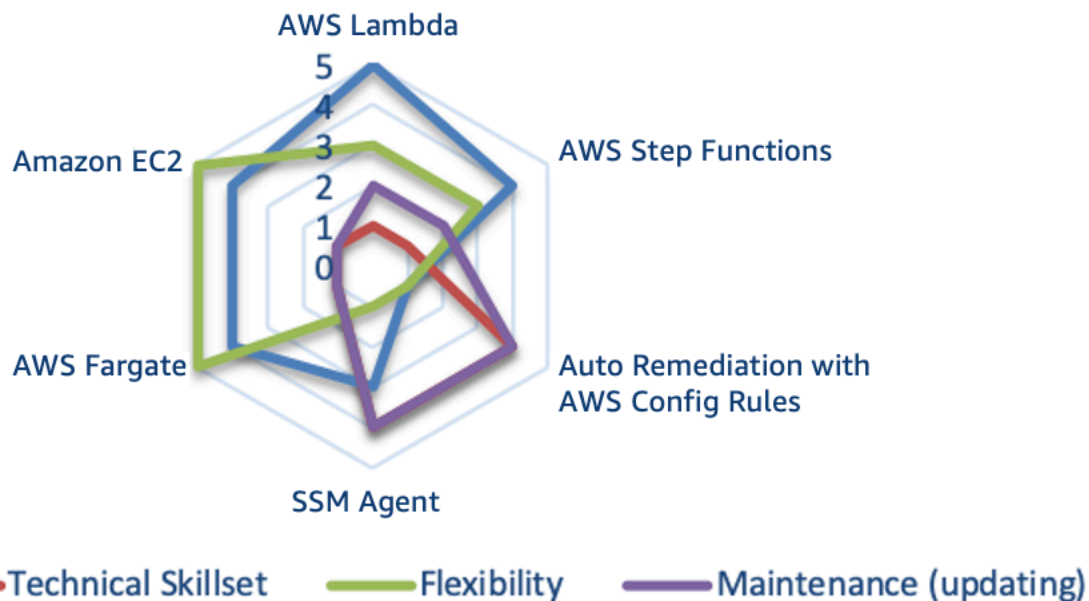 AWS Lambda
5
4
3
2
1
0
Amazon EC2
AWS Step Functions
AWS Fargate
Auto Remediation with
AWS Config Rules
SSM Agent
Technical Skillset Flexibility Maintenance (updating)